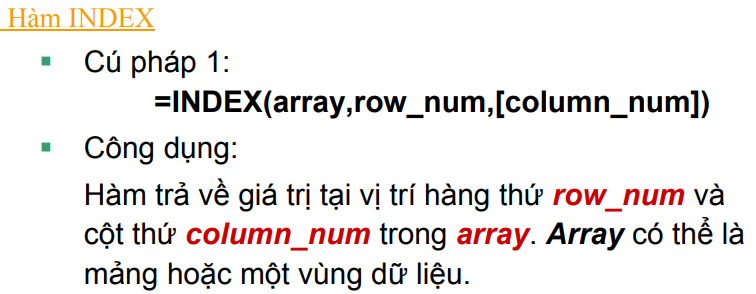 Hàm INDEX
▪ Cú pháp 1:
=INDEX(array,row_num,[column_num])
▪ Công dụng:
Hàm trả về giá trị tại vị trí hàng thứ row_num và
cột thứ column_num trong array. Array có thể là
mảng hoặc một vùng dữ liệu.